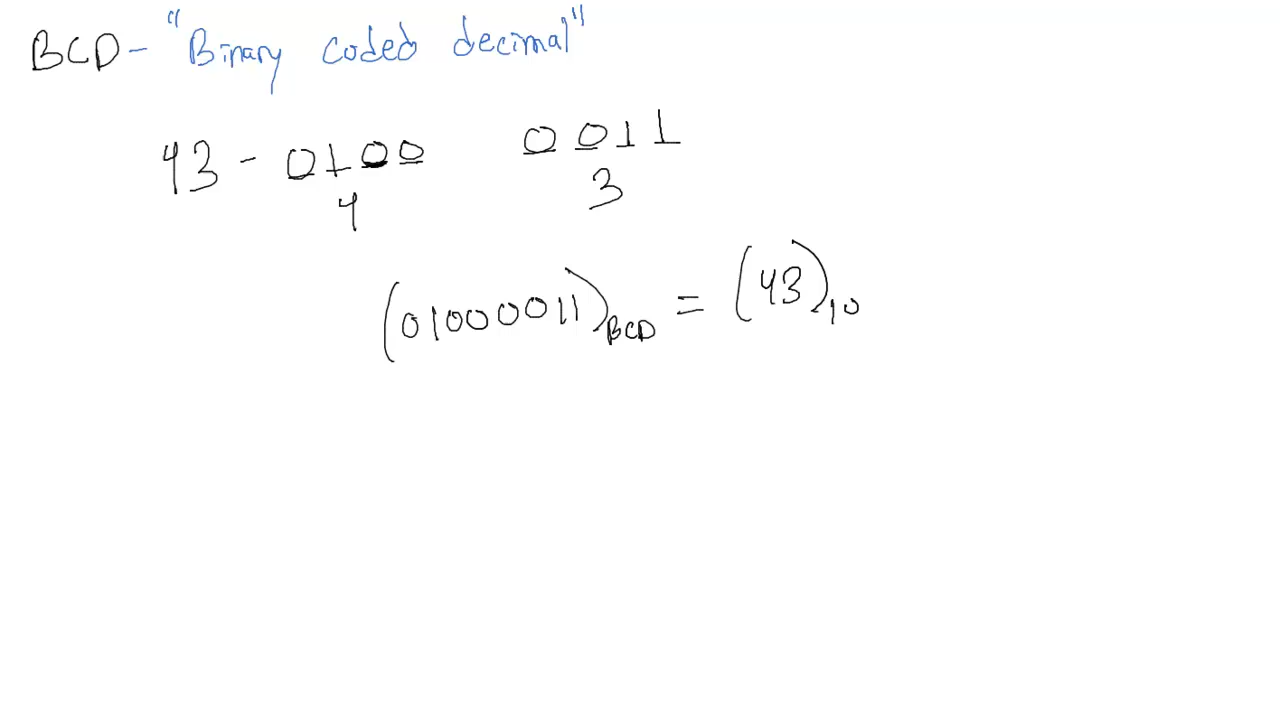 BCD- "Binary coded decimal"
43 - 0100 0011
4 3
(01000011)BCD = (43)10